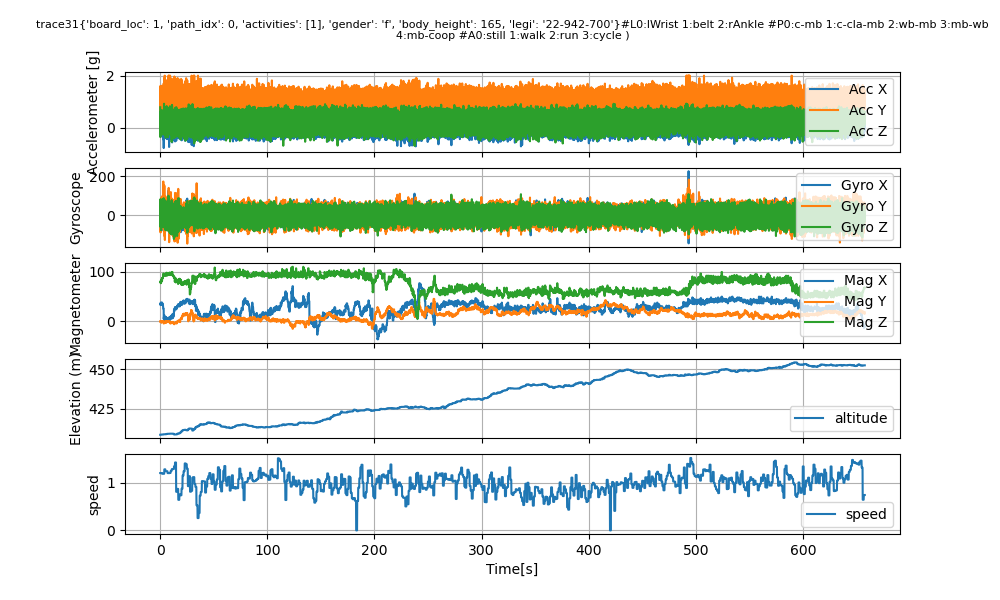 trace31{'board_loc': 1, 'path_idx': 0, 'activities': [1], 'gender': 'f', 'body_height': 165, 'legi': '22-942-700'}#L0:lWrist 1:belt 2:rAnkle #P0:c-mb 1:c-cla-mb 2:wb-mb 3:mb-wb
4:mb-coop #A0:still 1:walk 2:run 3:cycle )
Accelerometer [g]
2
0
Acc X
Acc Y
Acc Z
Gyroscope
200
0
Gyro X
Gyro Y
Gyro Z
Magnetometer
100
0
Mag X
Mag Y
Mag Z
Elevation (m)
450
425
altitude
speed
1
0
speed
0
100
200
300
400
500
600
Time[s]